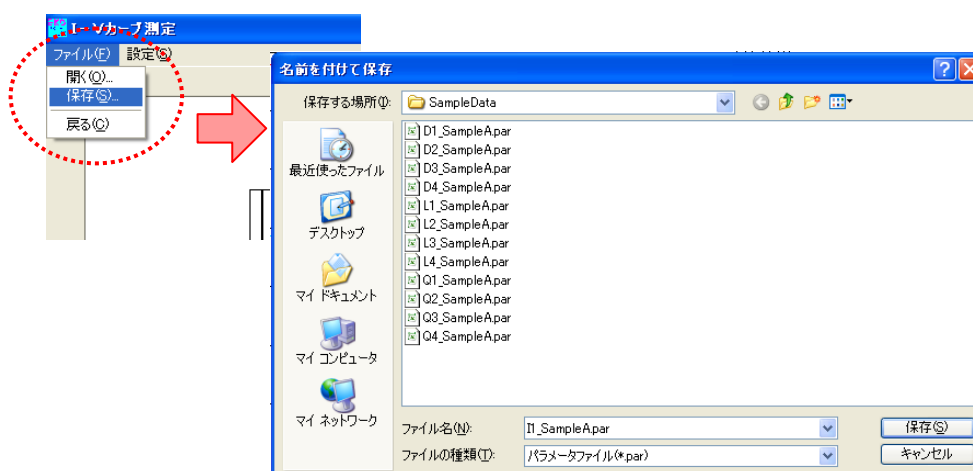 I-Vカーブ測定
ファイル(F) 設定(S)
開く(O)...
保存(S)...
戻る(C)
名前を付けて保存
保存する場所(I):
SampleData
最近使ったファイル
デスクトップ
マイ ドキュメント
マイ コンピュータ
マイ ネットワーク
D1_SampleA.par
D2_SampleA.par
D3_SampleA.par
D4_SampleA.par
L1_SampleA.par
L2_SampleA.par
L3_SampleA.par
L4_SampleA.par
Q1_SampleA.par
Q2_SampleA.par
Q3_SampleA.par
Q4_SampleA.par
ファイル名(N):
I1_SampleA.par
保存(S)
ファイルの種類(T):
パラメータファイル(*.par)
キャンセル